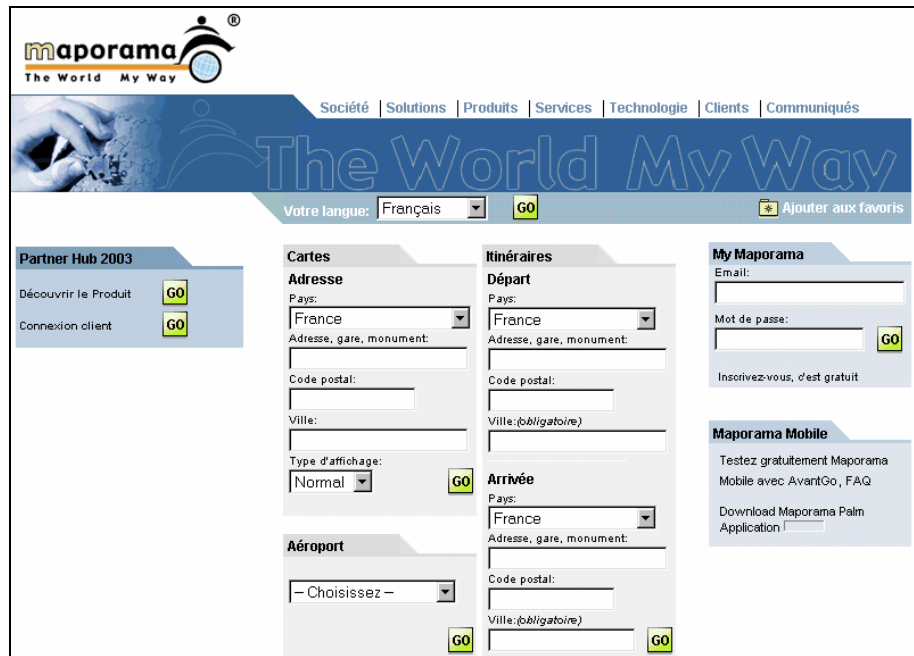 ®
maporama
The World My Way
Société | Solutions | Produits | Services | Technologie | Clients | Communiqués
The World My Way
Votre langue: Français GO
Ajouter aux favoris
Partner Hub 2003
Découvrir le Produit GO
Connexion client GO
Cartes
Adresse
Pays:
France
Adresse, gare, monument:
Code postal:
Ville:
Type d'affichage:
Normal GO
Aéroport
– Choisissez –
GO
Itinéraires
Départ
Pays:
France
Adresse, gare, monument:
Code postal:
Ville:(obligatoire)
Arrivée
Pays:
France
Adresse, gare, monument:
Code postal:
Ville:(obligatoire)
GO
My Maporama
Email:
Mot de passe:
GO
Inscrivez-vous, c'est gratuit
Maporama Mobile
Testez gratuitement Maporama
Mobile avec AvantGo, FAQ
Download Maporama Palm
Application